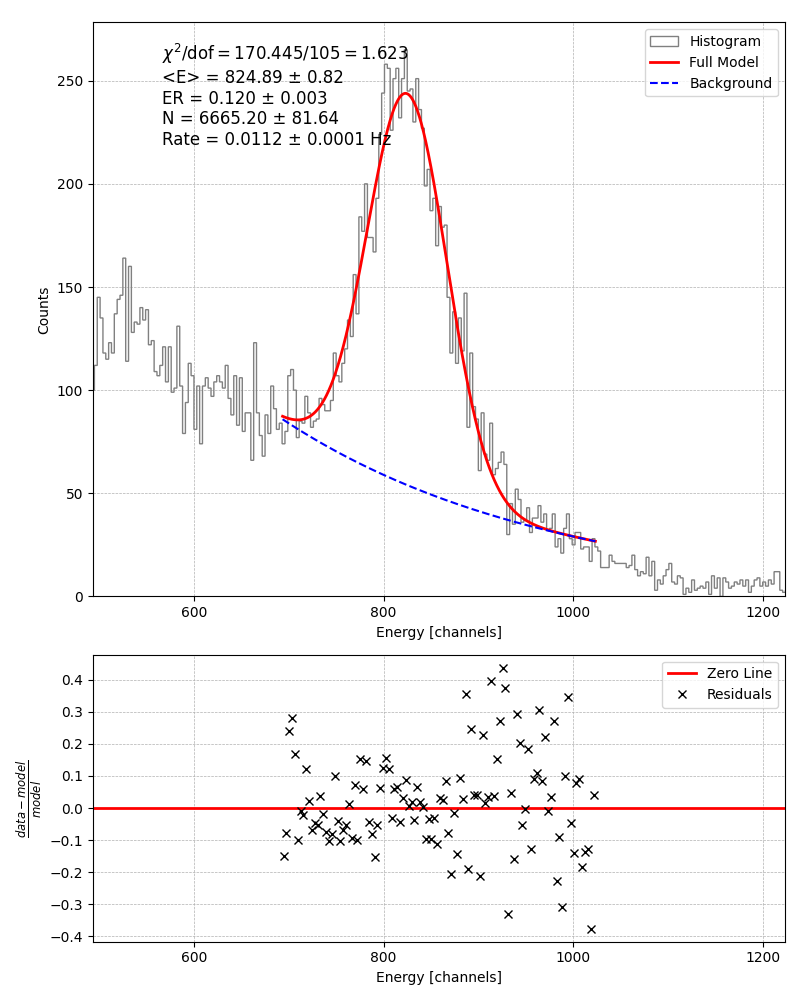 χ²/dof = 170.445/105 = 1.623
<E> = 824.89 ± 0.82
ER = 0.120 ± 0.003
N = 6665.20 ± 81.64
Rate = 0.0112 ± 0.0001 Hz
Histogram
Full Model
Background
Counts
250
200
150
100
50
0
600 800 1000 1200
Energy [channels]
Zero Line
Residuals
data − model
model
0.4
0.3
0.2
0.1
0.0
−0.1
−0.2
−0.3
−0.4
600 800 1000 1200
Energy [channels]